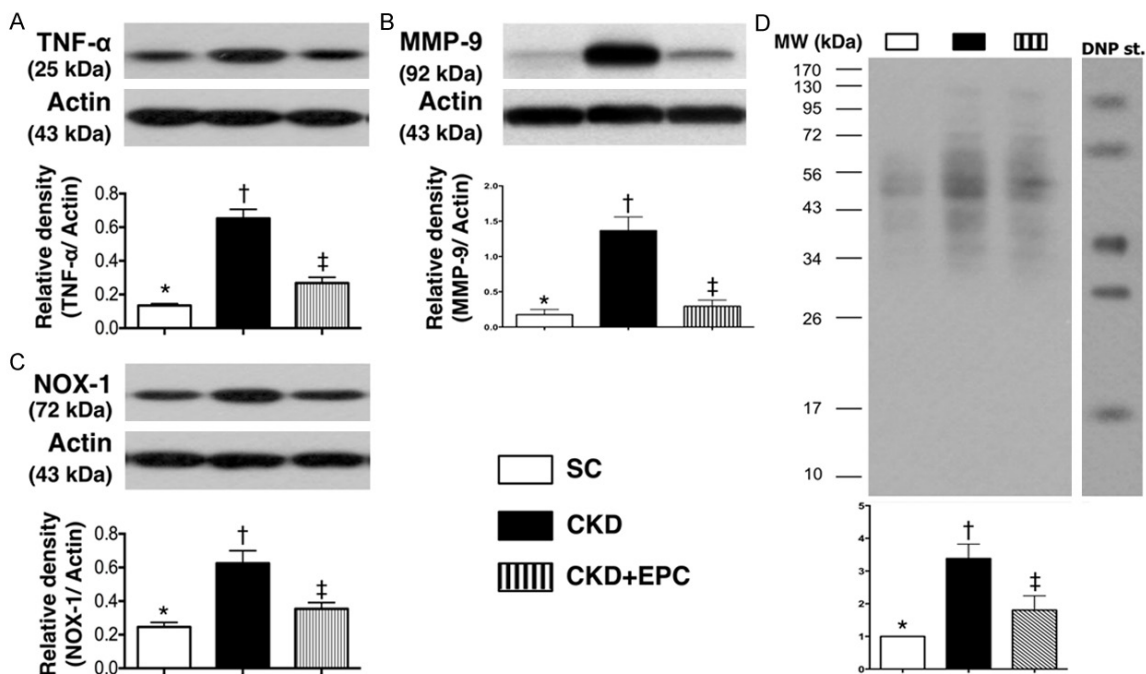 A
TNF-α
(25 kDa)
Actin
(43 kDa)
Relative density
(TNF-α/ Actin)
0.8
0.6
0.4
0.2
0.0
*
†
‡
B
MMP-9
(92 kDa)
Actin
(43 kDa)
Relative density
(MMP-9/ Actin)
2.0
1.5
1.0
0.5
0.0
*
†
‡
C
NOX-1
(72 kDa)
Actin
(43 kDa)
Relative density
(NOX-1/ Actin)
0.8
0.6
0.4
0.2
0.0
*
†
‡
SC
CKD
CKD+EPC
D
MW (kDa)
DNP st.
170
130
95
72
56
43
34
26
17
10
5
4
3
2
1
0
*
†
‡